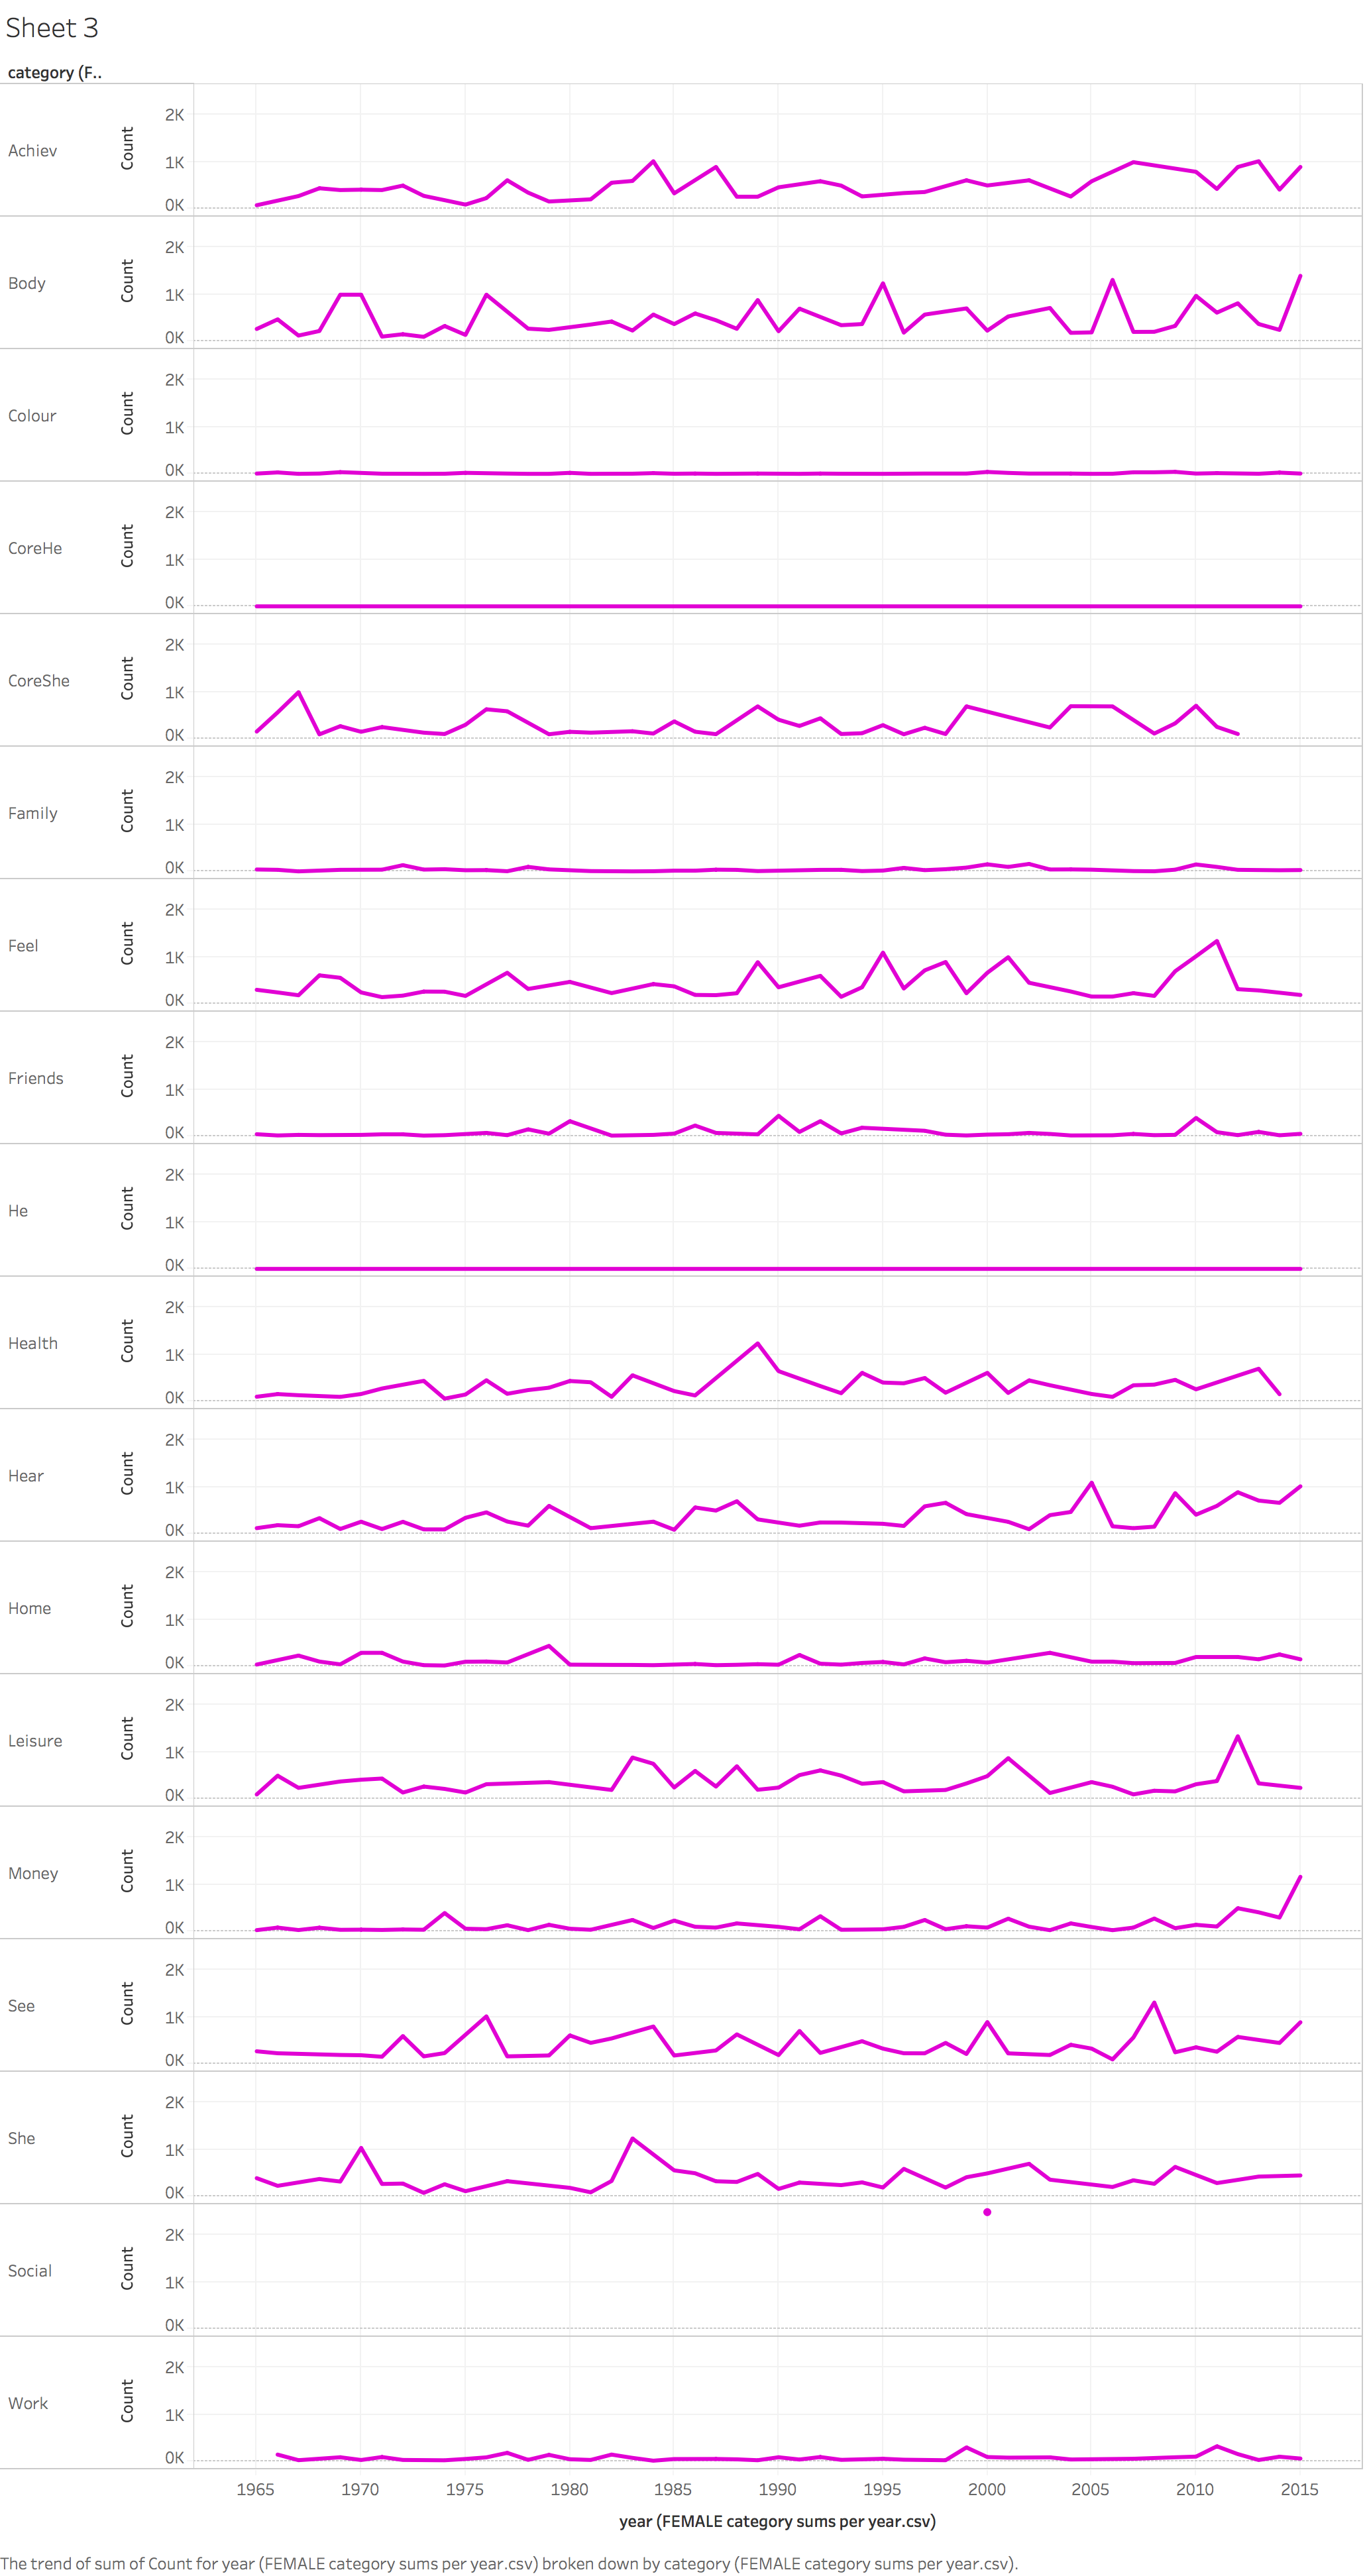 Sheet 3
category (F..
Achiev Count 2K 1K 0K
Body Count 2K 1K 0K
Colour Count 2K 1K 0K
CoreHe Count 2K 1K 0K
CoreShe Count 2K 1K 0K
Family Count 2K 1K 0K
Feel Count 2K 1K 0K
Friends Count 2K 1K 0K
He Count 2K 1K 0K
Health Count 2K 1K 0K
Hear Count 2K 1K 0K
Home Count 2K 1K 0K
Leisure Count 2K 1K 0K
Money Count 2K 1K 0K
See Count 2K 1K 0K
She Count 2K 1K 0K
Social Count 2K 1K 0K
Work Count 2K 1K 0K
1965 1970 1975 1980 1985 1990 1995 2000 2005 2010 2015
year (FEMALE category sums per year.csv)
The trend of sum of Count for year (FEMALE category sums per year.csv) broken down by category (FEMALE category sums per year.csv).